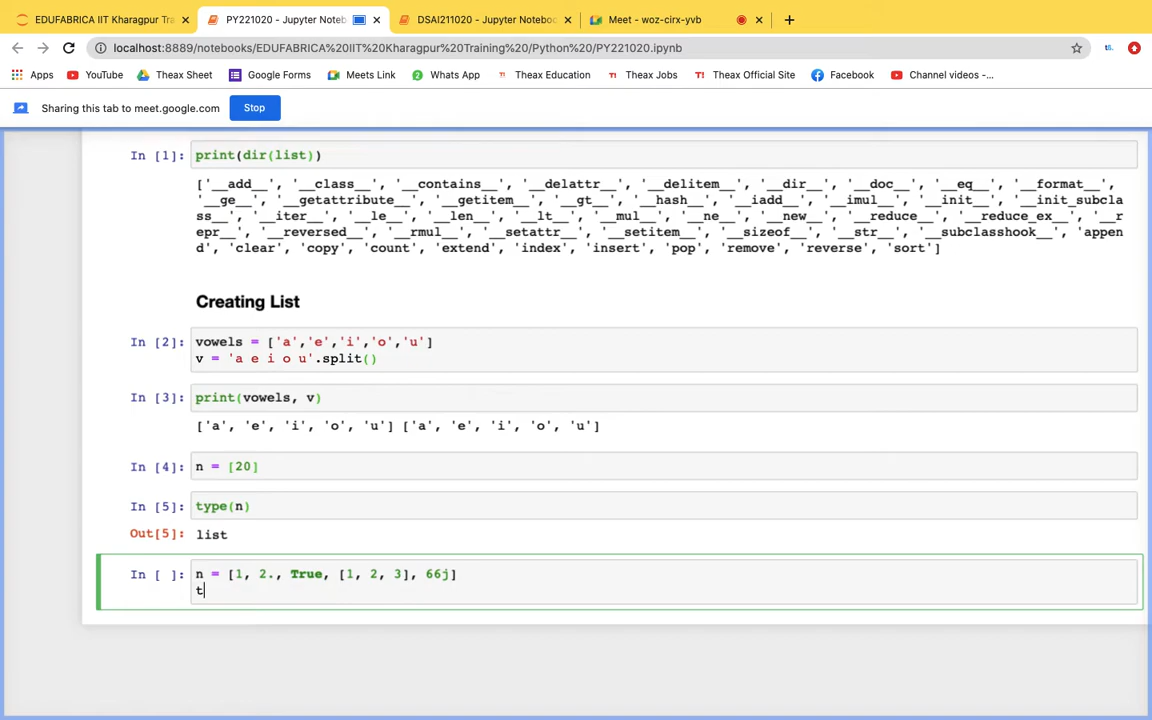 EDUFABRICA IIT Kharagpur Tra
PY221020 - Jupyter Noteb
DSAI211020 - Jupyter Noteboo
Meet - woz-cirx-yvb
localhost:8889/notebooks/EDUFABRICA%20IIT%20Kharagpur%20Training%20/Python%20/PY221020.ipynb
Apps
YouTube
Theax Sheet
Google Forms
Meets Link
2 Whats App
TI Theax Education
TI Theax Jobs
T! Theax Official Site
Facebook
Channel videos -...
Sharing this tab to meet.google.com
Stop
In [1]: print(dir(list))
['__add__', '__class__', '__contains__', '__delattr__', '__delitem__', '__dir__', '__doc__', '__eq__', '__format__',
'__ge__', '__getattribute__', '__getitem__', '__gt__', '__hash__', '__iadd__', '__imul__', '__init__', '__init_subcla
ss__', '__iter__', '__le__', '__len__', '__lt__', '__mul__', '__ne__', '__new__', '__reduce__', '__reduce_ex__', '__r
epr__', '__reversed__', '__rmul__', '__setattr__', '__setitem__', '__sizeof__', '__str__', '__subclasshook__', 'appen
d', 'clear', 'copy', 'count', 'extend', 'index', 'insert', 'pop', 'remove', 'reverse', 'sort']
Creating List
In [2]: vowels = ['a','e','i','o','u']
v = 'a e i o u'.split()
In [3]: print(vowels, v)
['a', 'e', 'i', 'o', 'u'] ['a', 'e', 'i', 'o', 'u']
In [4]: n = [20]
In [5]: type(n)
Out[5]: list
In [ ]: n = [1, 2., True, [1, 2, 3], 66j]
t